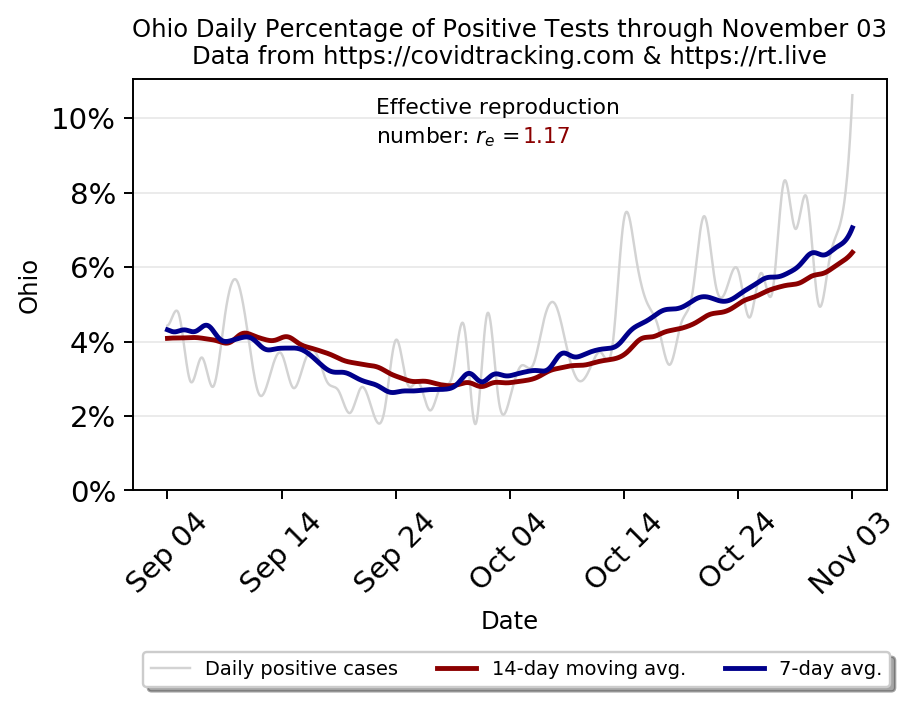 Ohio Daily Percentage of Positive Tests through November 03
Data from https://covidtracking.com & https://rt.live
Effective reproduction
number: re =1.17
10%
8%
6%
4%
2%
0%
Ohio
Sep 04
Sep 14
Sep 24
Oct 04
Oct 14
Oct 24
Nov 03
Date
Daily positive cases
14-day moving avg.
7-day avg.